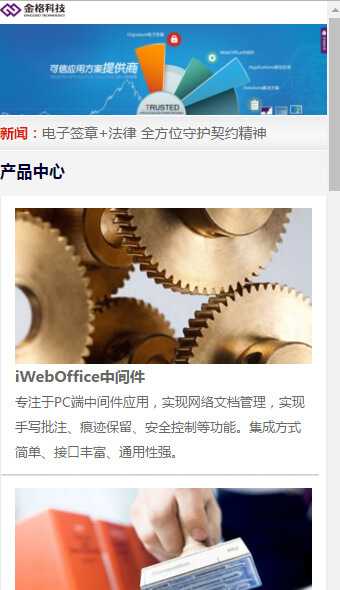 金格科技
KINGGRID TECHNOLOGY
iSignature电子签章
iWebOffice中间件
可信应用方案提供商
iApplications移动应用
iSolutions解决方案
TRUSTED
新闻：电子签章+法律 全方位守护契约精神
产品中心
iWebOffice中间件
专注于PC端中间件应用，实现网络文档管理，实现
手写批注、痕迹保留、安全控制等功能。集成方式
简单、接口丰富、通用性强。